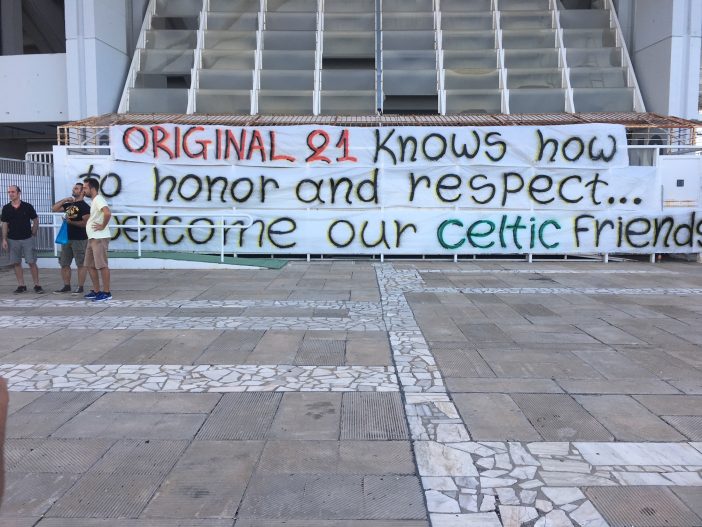 ORIGINAL 21 Knows how
to honor and respect...
welcome our celtic Friends